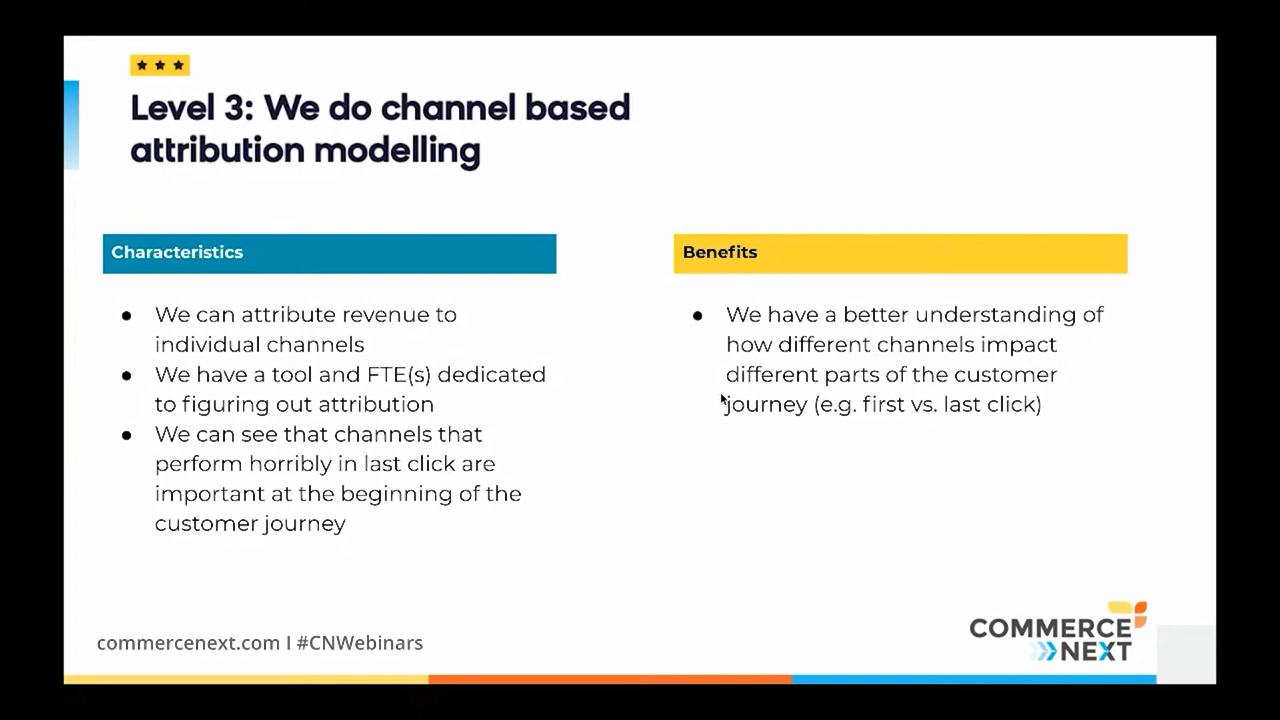 Level 3: We do channel based
attribution modelling
Characteristics
● We can attribute revenue to
individual channels
● We have a tool and FTE(s) dedicated
to figuring out attribution
● We can see that channels that
perform horribly in last click are
important at the beginning of the
customer journey
Benefits
● We have a better understanding of
how different channels impact
different parts of the customer
journey (e.g. first vs. last click)
commercenext.com I #CNWebinars
COMMERCE
NEXT